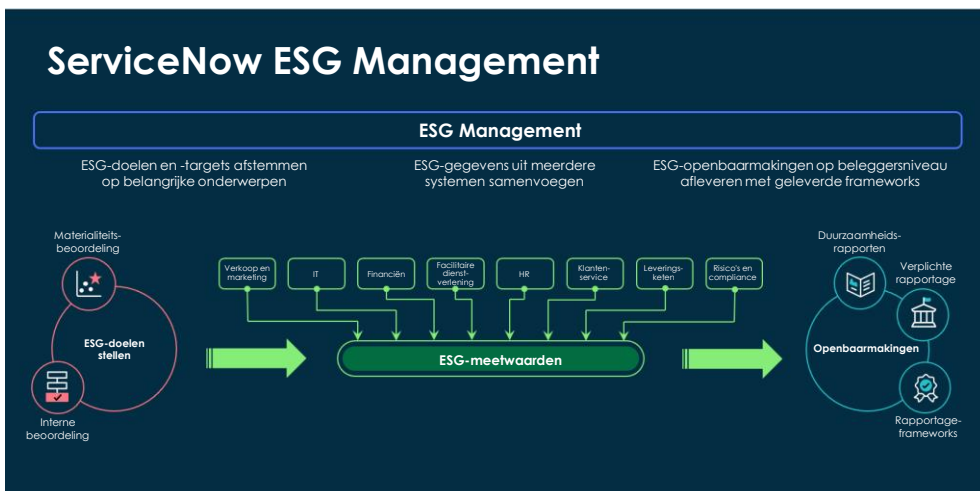 ServiceNow ESG Management
ESG Management
ESG-doelen en -targets afstemmen
op belangrijke onderwerpen
ESG-gegevens uit meerdere
systemen samenvoegen
ESG-openbaarmakingen op beleggersniveau
afleveren met geleverde frameworks
Materialiteits-
beoordeling
ESG-doelen
stellen
Interne
beoordeling
Verkoop en
marketing
IT
Financiën
Facilitaire
dienst-
verlening
HR
Klanten-
service
Leverings-
keten
Risico's en
compliance
ESG-meetwaarden
Duurzaamheids-
rapporten
Verplichte
rapportage
Openbaarmakingen
Rapportage-
frameworks